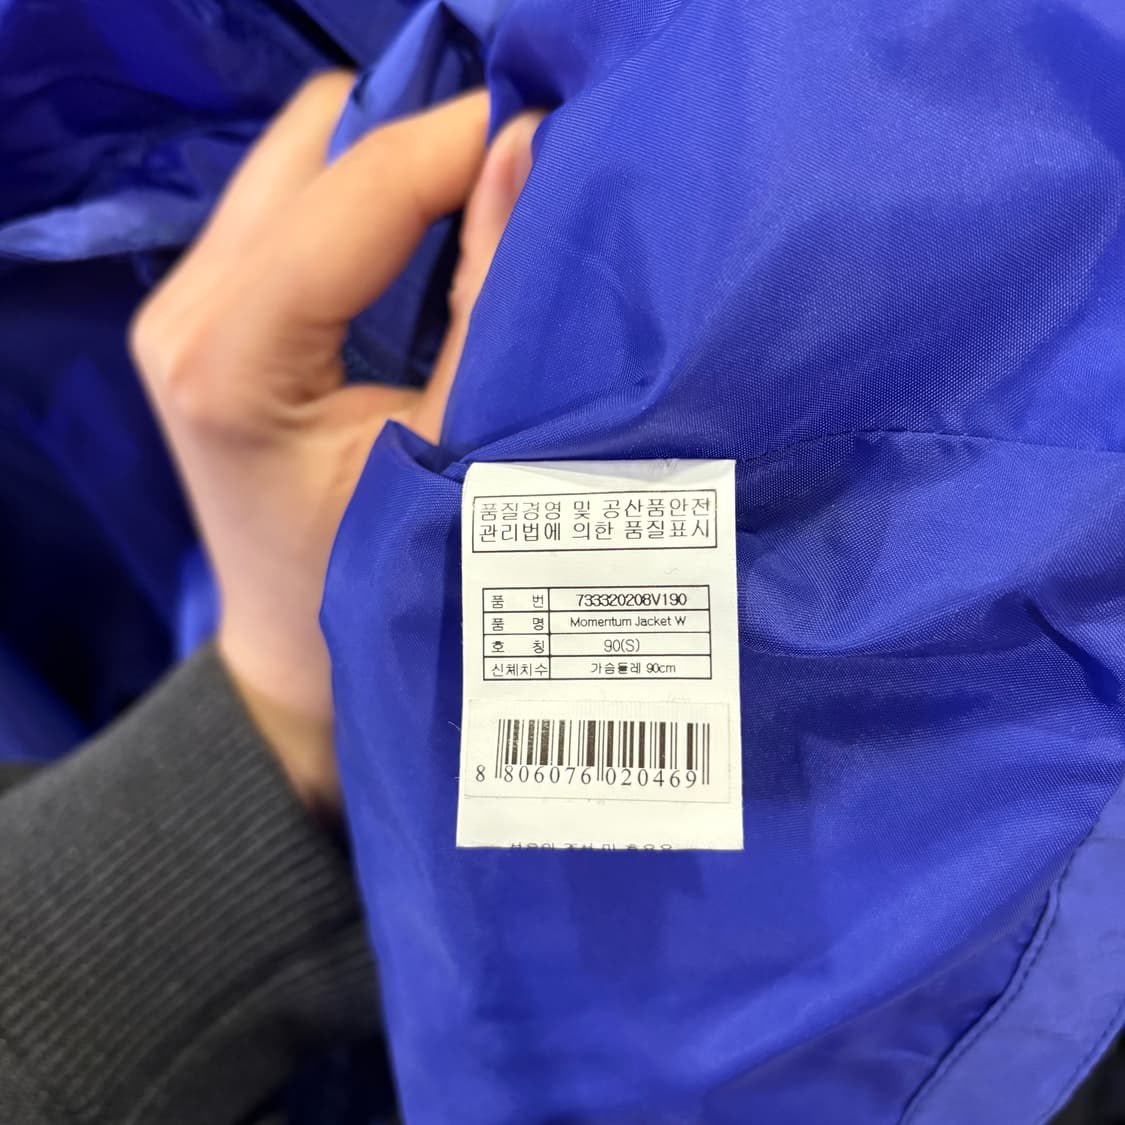 품질경영 및 공산품안전
관리법에 의한 품질표시
품 번 733320208V190
품 명 Momentum Jacket W
호 칭 90(S)
신체치수 가슴둘레 90cm
8 806076 020469